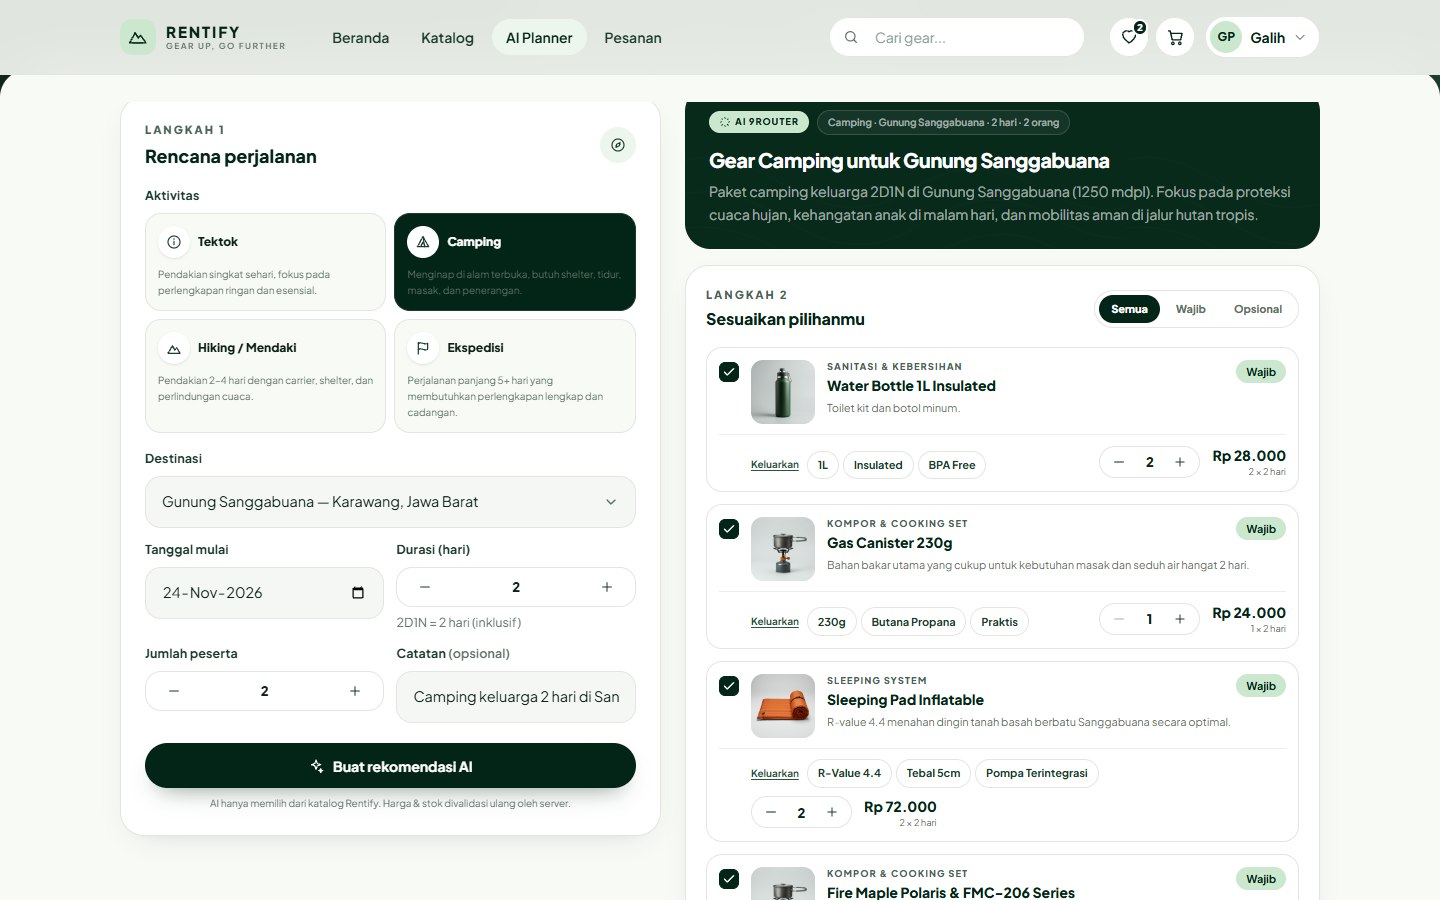 RENTIFY
GEAR UP, GO FURTHER
Beranda
Katalog
AI Planner
Pesanan
Cari gear...
2
GP
Galih
LANGKAH 1
Rencana perjalanan
Aktivitas
Tektok
Pendakian singkat sehari, fokus pada
perlengkapan ringan dan esensial.
Camping
Menginap di alam terbuka, butuh shelter, tidur,
masak, dan penerangan.
Hiking / Mendaki
Pendakian 2–4 hari dengan carrier, shelter, dan
perlindungan cuaca.
Ekspedisi
Perjalanan panjang 5+ hari yang
membutuhkan perlengkapan lengkap dan
cadangan.
Destinasi
Gunung Sanggabuana — Karawang, Jawa Barat
Tanggal mulai
24-Nov-2026
Durasi (hari)
− 2 +
2D1N = 2 hari (inklusif)
Jumlah peserta
− 2 +
Catatan (opsional)
Camping keluarga 2 hari di San
Buat rekomendasi AI
AI hanya memilih dari katalog Rentify. Harga & stok divalidasi ulang oleh server.
AI 9ROUTER
Camping · Gunung Sanggabuana · 2 hari · 2 orang
Gear Camping untuk Gunung Sanggabuana
Paket camping keluarga 2D1N di Gunung Sanggabuana (1250 mdpl). Fokus pada proteksi
cuaca hujan, kehangatan anak di malam hari, dan mobilitas aman di jalur hutan tropis.
LANGKAH 2
Sesuaikan pilihanmu
Semua
Wajib
Opsional
SANITASI & KEBERSIHAN
Water Bottle 1L Insulated
Toilet kit dan botol minum.
Wajib
Keluarkan
1L
Insulated
BPA Free
− 2 +
Rp 28.000
2 × 2 hari
KOMPOR & COOKING SET
Gas Canister 230g
Bahan bakar utama yang cukup untuk kebutuhan masak dan seduh air hangat 2 hari.
Wajib
Keluarkan
230g
Butana Propana
Praktis
− 1 +
Rp 24.000
1 × 2 hari
SLEEPING SYSTEM
Sleeping Pad Inflatable
R-value 4.4 menahan dingin tanah basah berbatu Sanggabuana secara optimal.
Wajib
Keluarkan
R-Value 4.4
Tebal 5cm
Pompa Terintegrasi
− 2 +
Rp 72.000
2 × 2 hari
KOMPOR & COOKING SET
Fire Maple Polaris & FMC-206 Series
Wajib